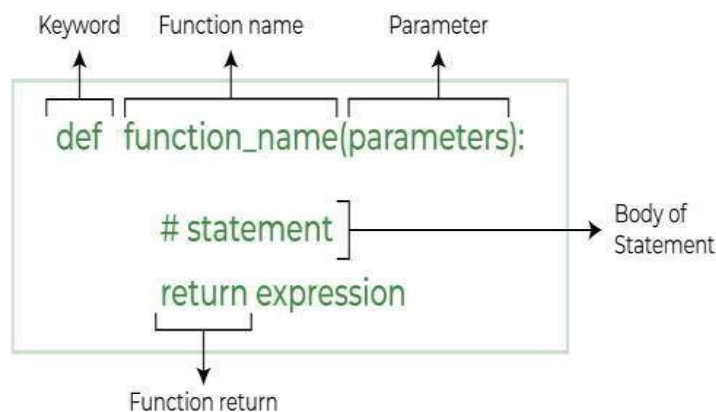 Keyword Function name Parameter
def function_name(parameters):
# statement
Body of
Statement
return expression
Function return